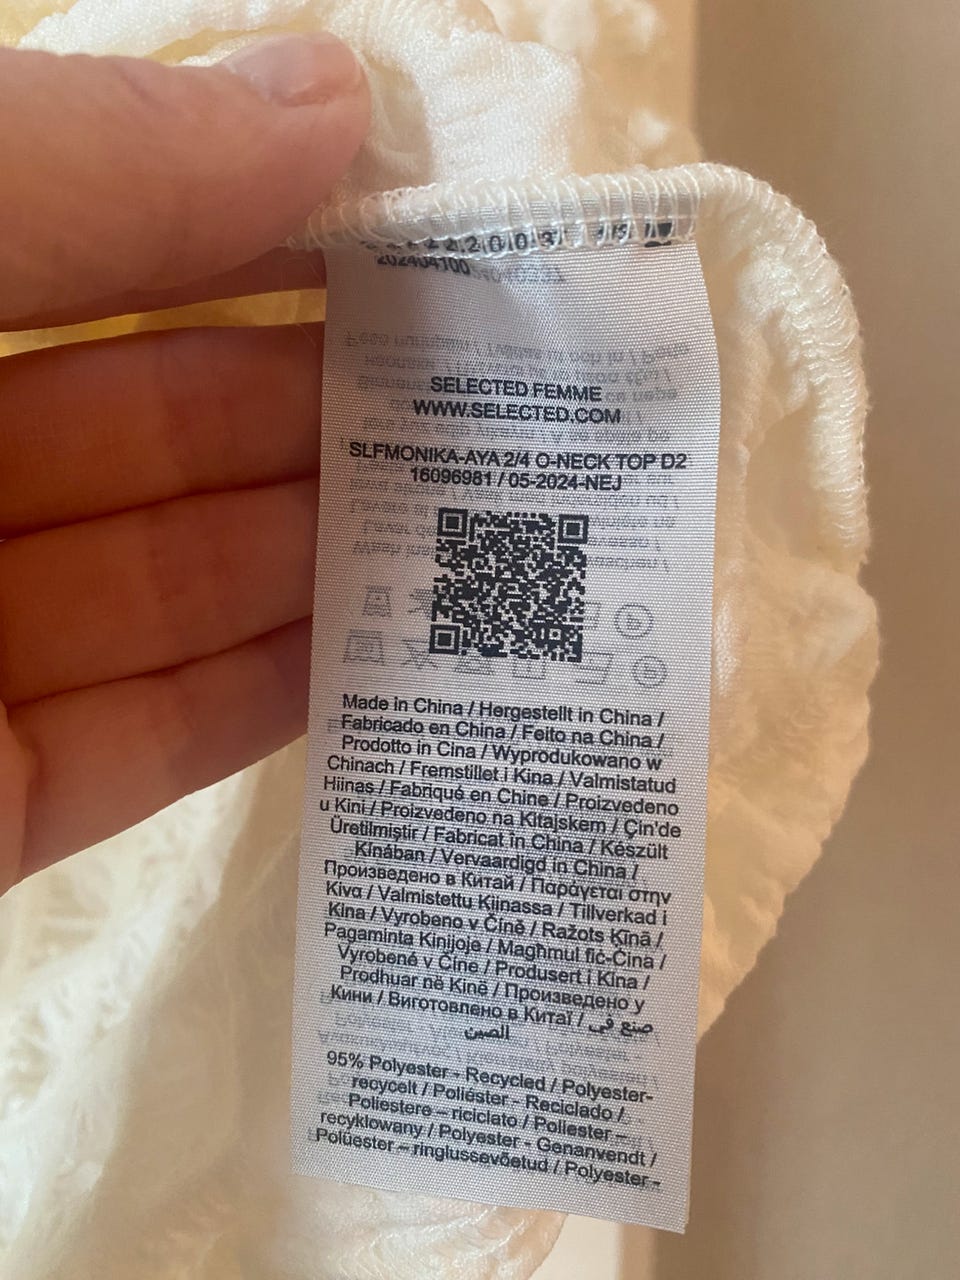 202404100
SELECTED FEMME
WWW.SELECTED.COM
SLFMONIKA-AYA 2/4 O-NECK TOP D2
16096981 / 05-2024-NEJ
Made in China / Hergestellt in China /
Fabricado en China / Feito na China /
Prodotto in Cina / Wyprodukowano w
Chinach / Fremstillet i Kina / Valmistatud
Hiinas / Fabriqué en Chine / Proizvedeno
u Kini / Proizvedeno na Kitajskem / Çin'de
Üretilmiştir / Fabricat în China / Készült
Kínában / Vervaardigd in China /
Произведено в Китай / Παράγεται στην
Κίνα / Valmistettu Kiinassa / Tillverkad i
Kina / Vyrobeno v Číně / Ražots Ķīnā /
Pagaminta Kinijoje / Magħmul fiċ-Ċina /
Vyrobené v Číne / Produsert i Kina /
Prodhuar në Kinë / Произведено у
Кини / Виготовлено в Китаї / صنع في
الصين
95% Polyester - Recycled / Polyester-
recycelt / Poliéster - Reciclado /
Poliestere – riciclato / Poliester –
recyklowany / Polyester - Genanvendt /
Polüester – ringlussevõetud / Polyester -